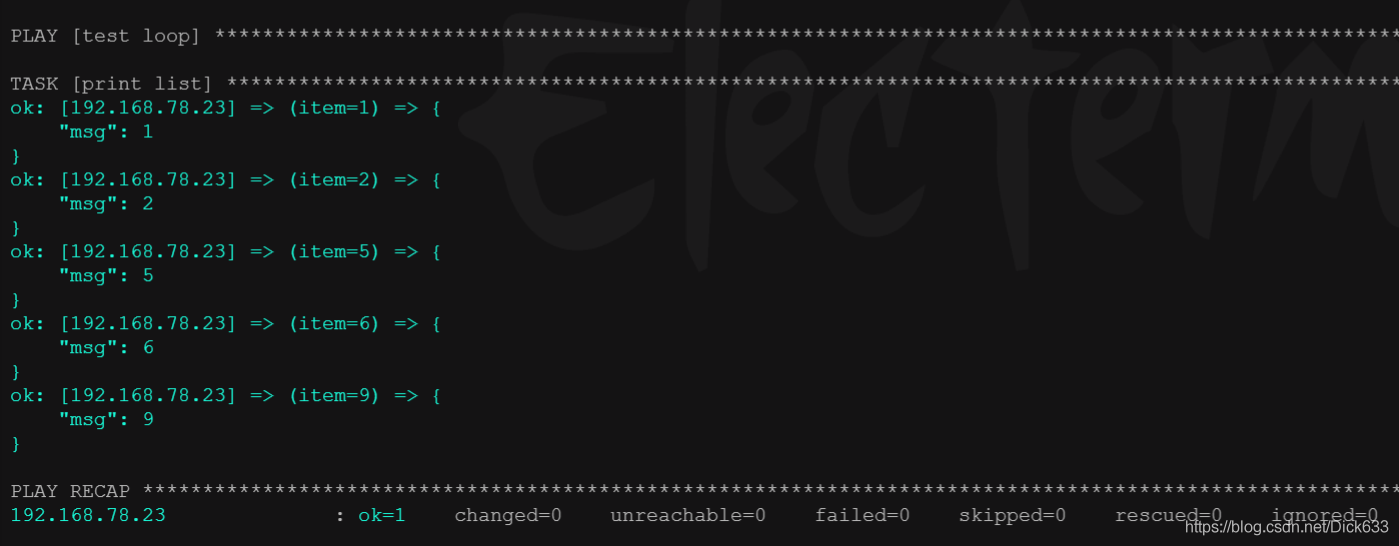 Electerm
PLAY [test loop] ****************************************************************************************************
TASK [print list] ***************************************************************************************************
ok: [192.168.78.23] => (item=1) => {
    "msg": 1
}
ok: [192.168.78.23] => (item=2) => {
    "msg": 2
}
ok: [192.168.78.23] => (item=5) => {
    "msg": 5
}
ok: [192.168.78.23] => (item=6) => {
    "msg": 6
}
ok: [192.168.78.23] => (item=9) => {
    "msg": 9
}
PLAY RECAP **********************************************************************************************************
192.168.78.23              : ok=1    changed=0    unreachable=0    failed=0    skipped=0    rescued=0    ignored=0
https://blog.csdn.net/Dick633